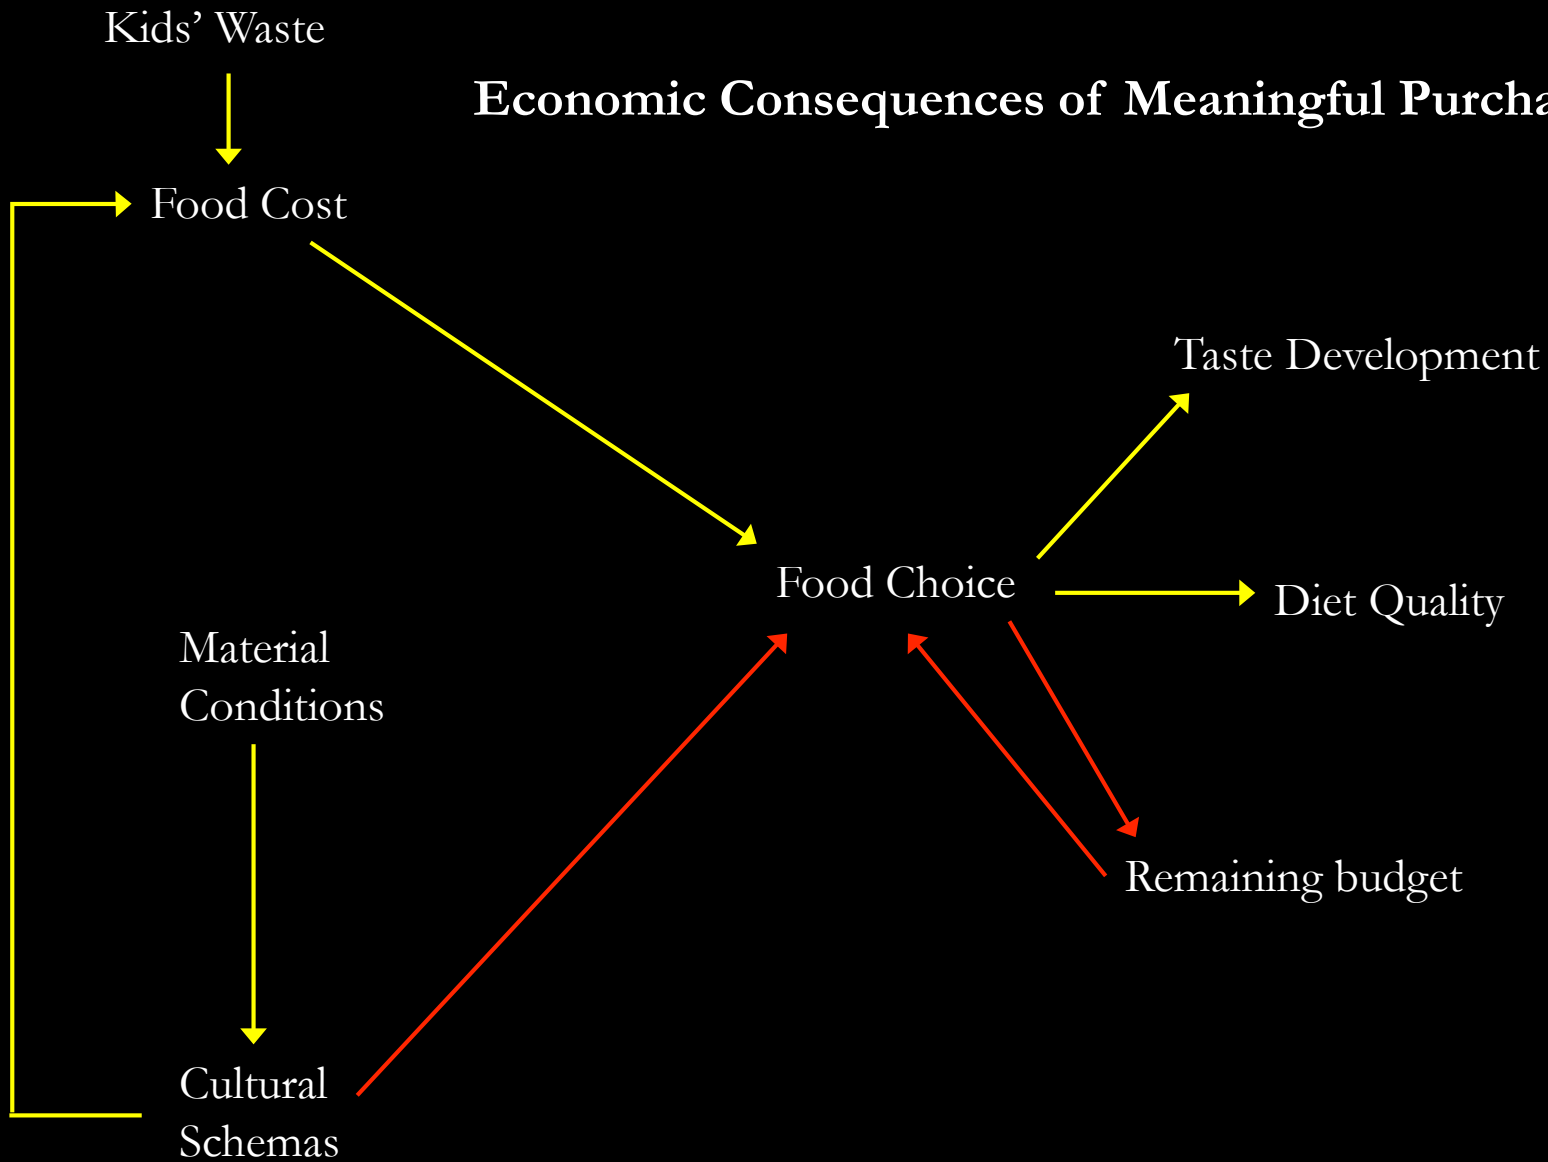 Kids’ Waste
Economic Consequences of Meaningful
Food Cost
Taste Development
Food Choice
Diet Quality
Material
Conditions
Remaining budget
Cultural
Schemas